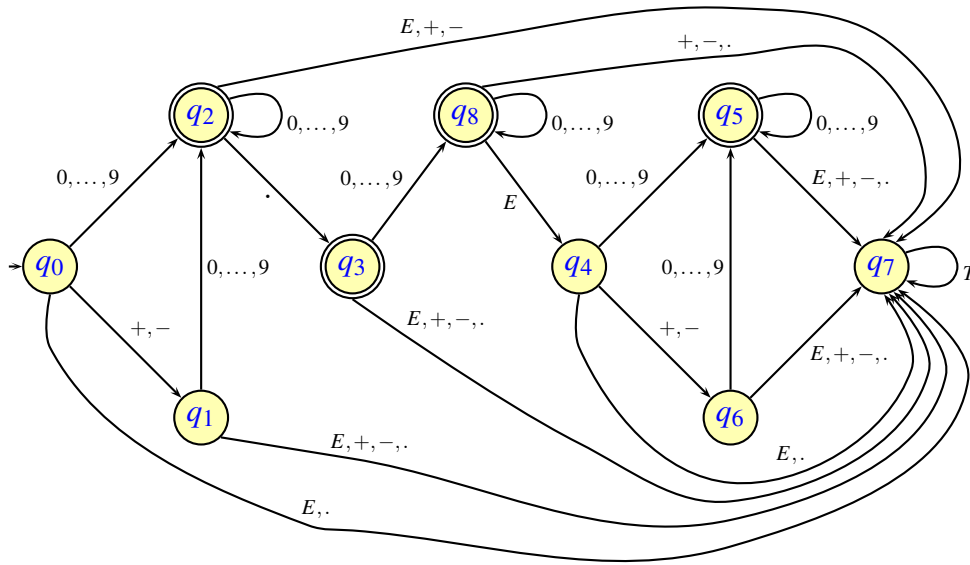 E,+,−
+,−,.
q2
q8
q5
0,...,9
0,...,9
0,...,9
0,...,9
0,...,9
0,...,9
E,+,−,.
.
E
q0
q3
q4
q7
0,...,9
0,...,9
E,+,−,.
+,−
+,−
E,+,−,.
q1
q6
E,+,−,.
E,.
E,.